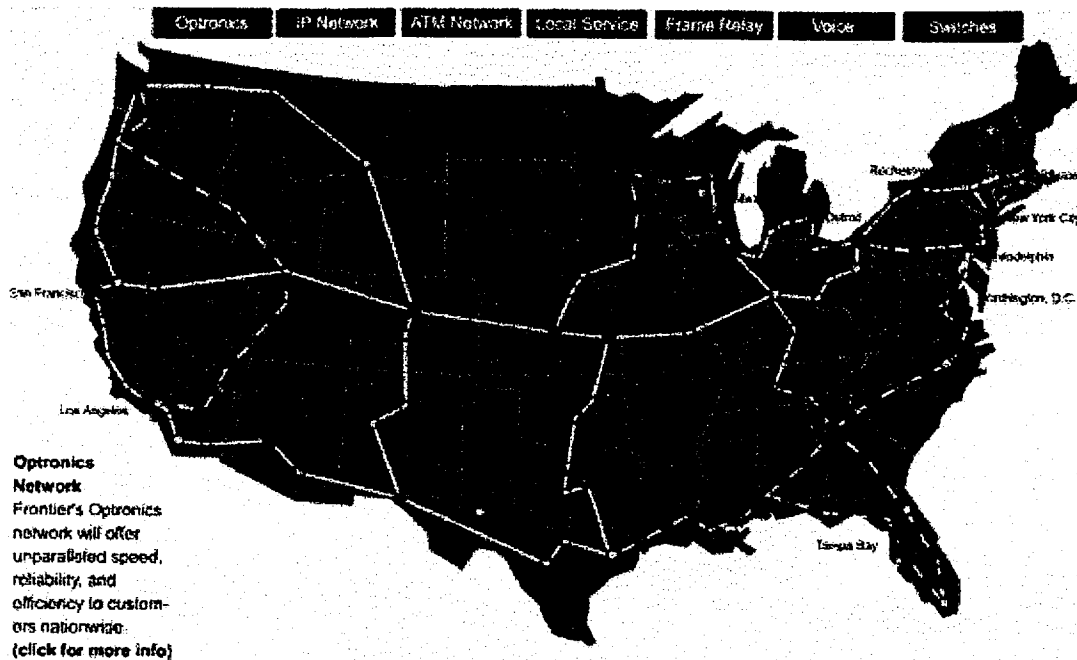 Optronics
IP Network
ATM Network
Local Service
Frame Relay
Voice
Switches
Rochester
Detroit
New York City
Philadelphia
Washington, D.C.
San Francisco
Los Angeles
Tampa Bay
Optronics
Network
Frontier's Optronics
network will offer
unparalleled speed,
reliability, and
efficiency to custom-
ers nationwide
(click for more info)